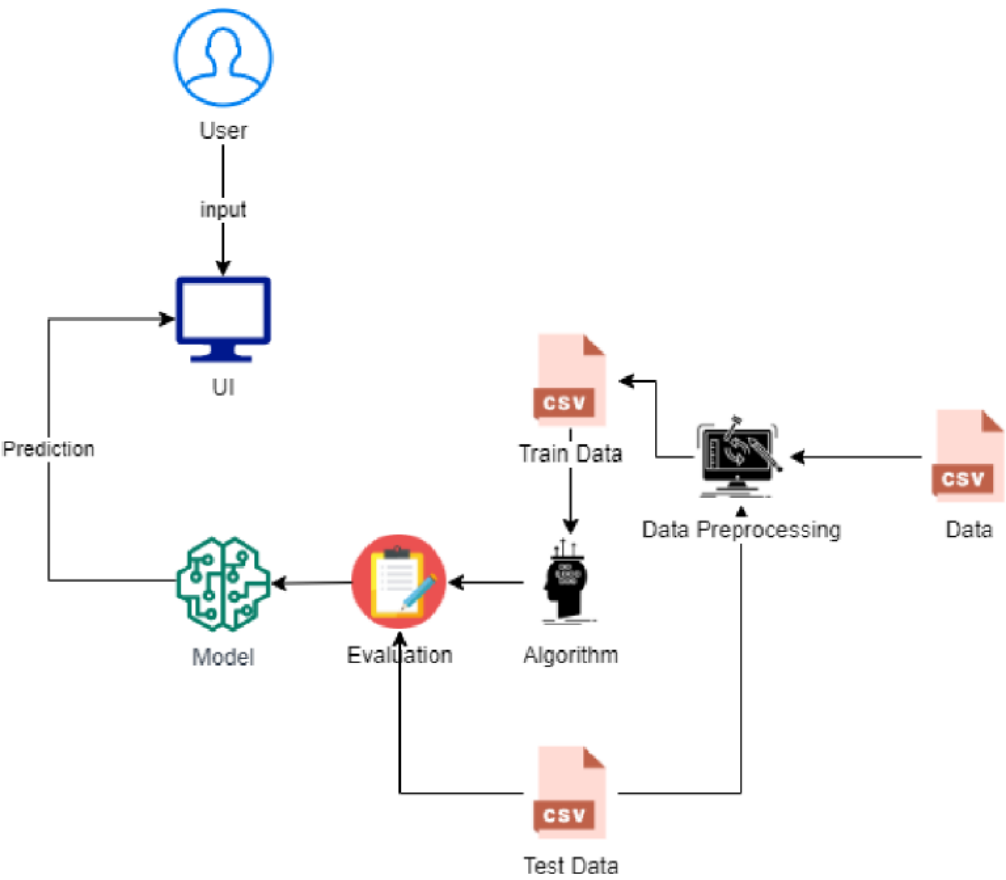 User
input
UI
Prediction
CSV
Train Data
CSV
Data Preprocessing
Data
Model
Evaluation
Algorithm
CSV
Test Data